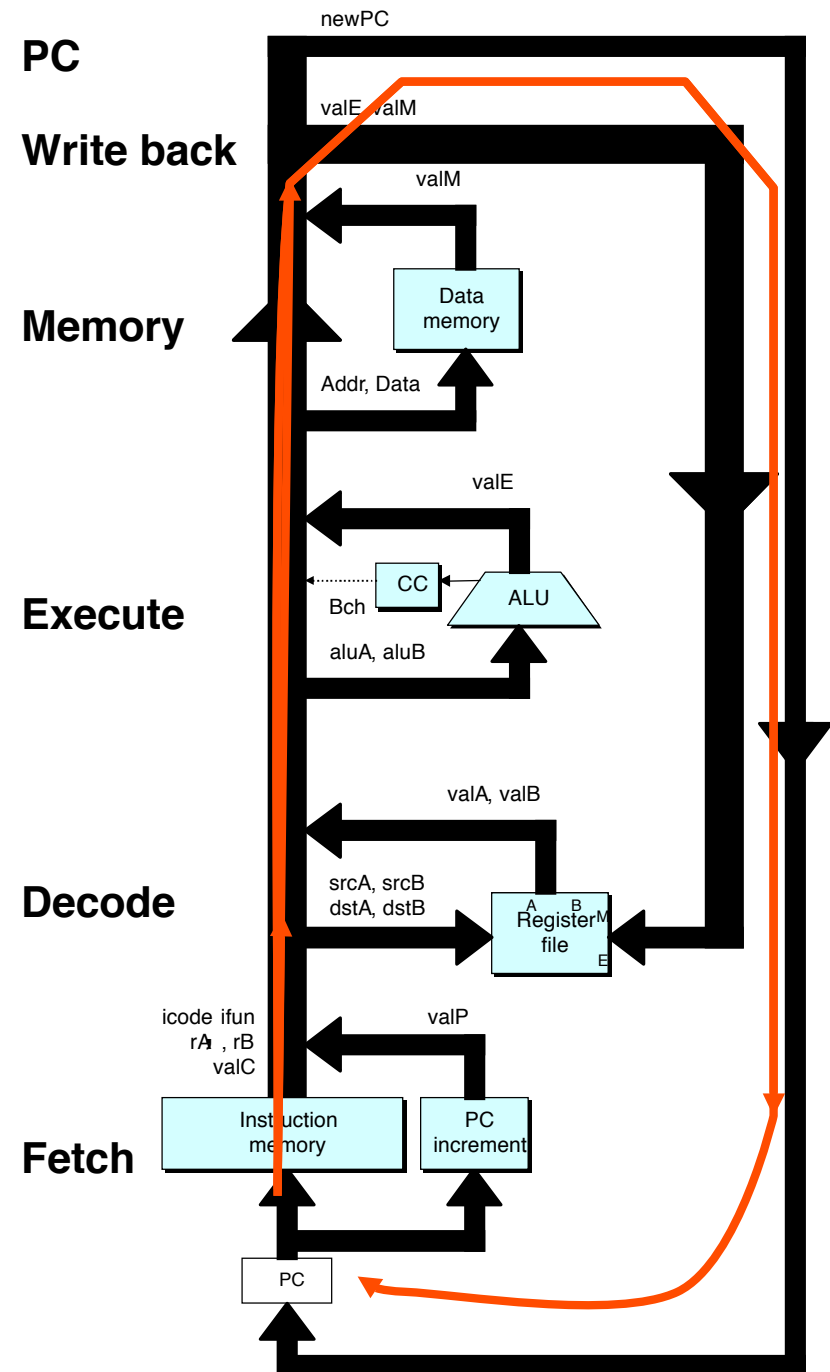 newPC
PC
valE, valM
Write back
valM
Data
memory
Memory
Addr, Data
valE
CC
ALU
Bch
Execute
aluA, aluB
valA, valB
srcA, srcB
dstA, dstB
A B
Register M
file
E
Decode
icode ifun
rA , rB
valC
valP
Instruction
memory
PC
increment
Fetch
PC